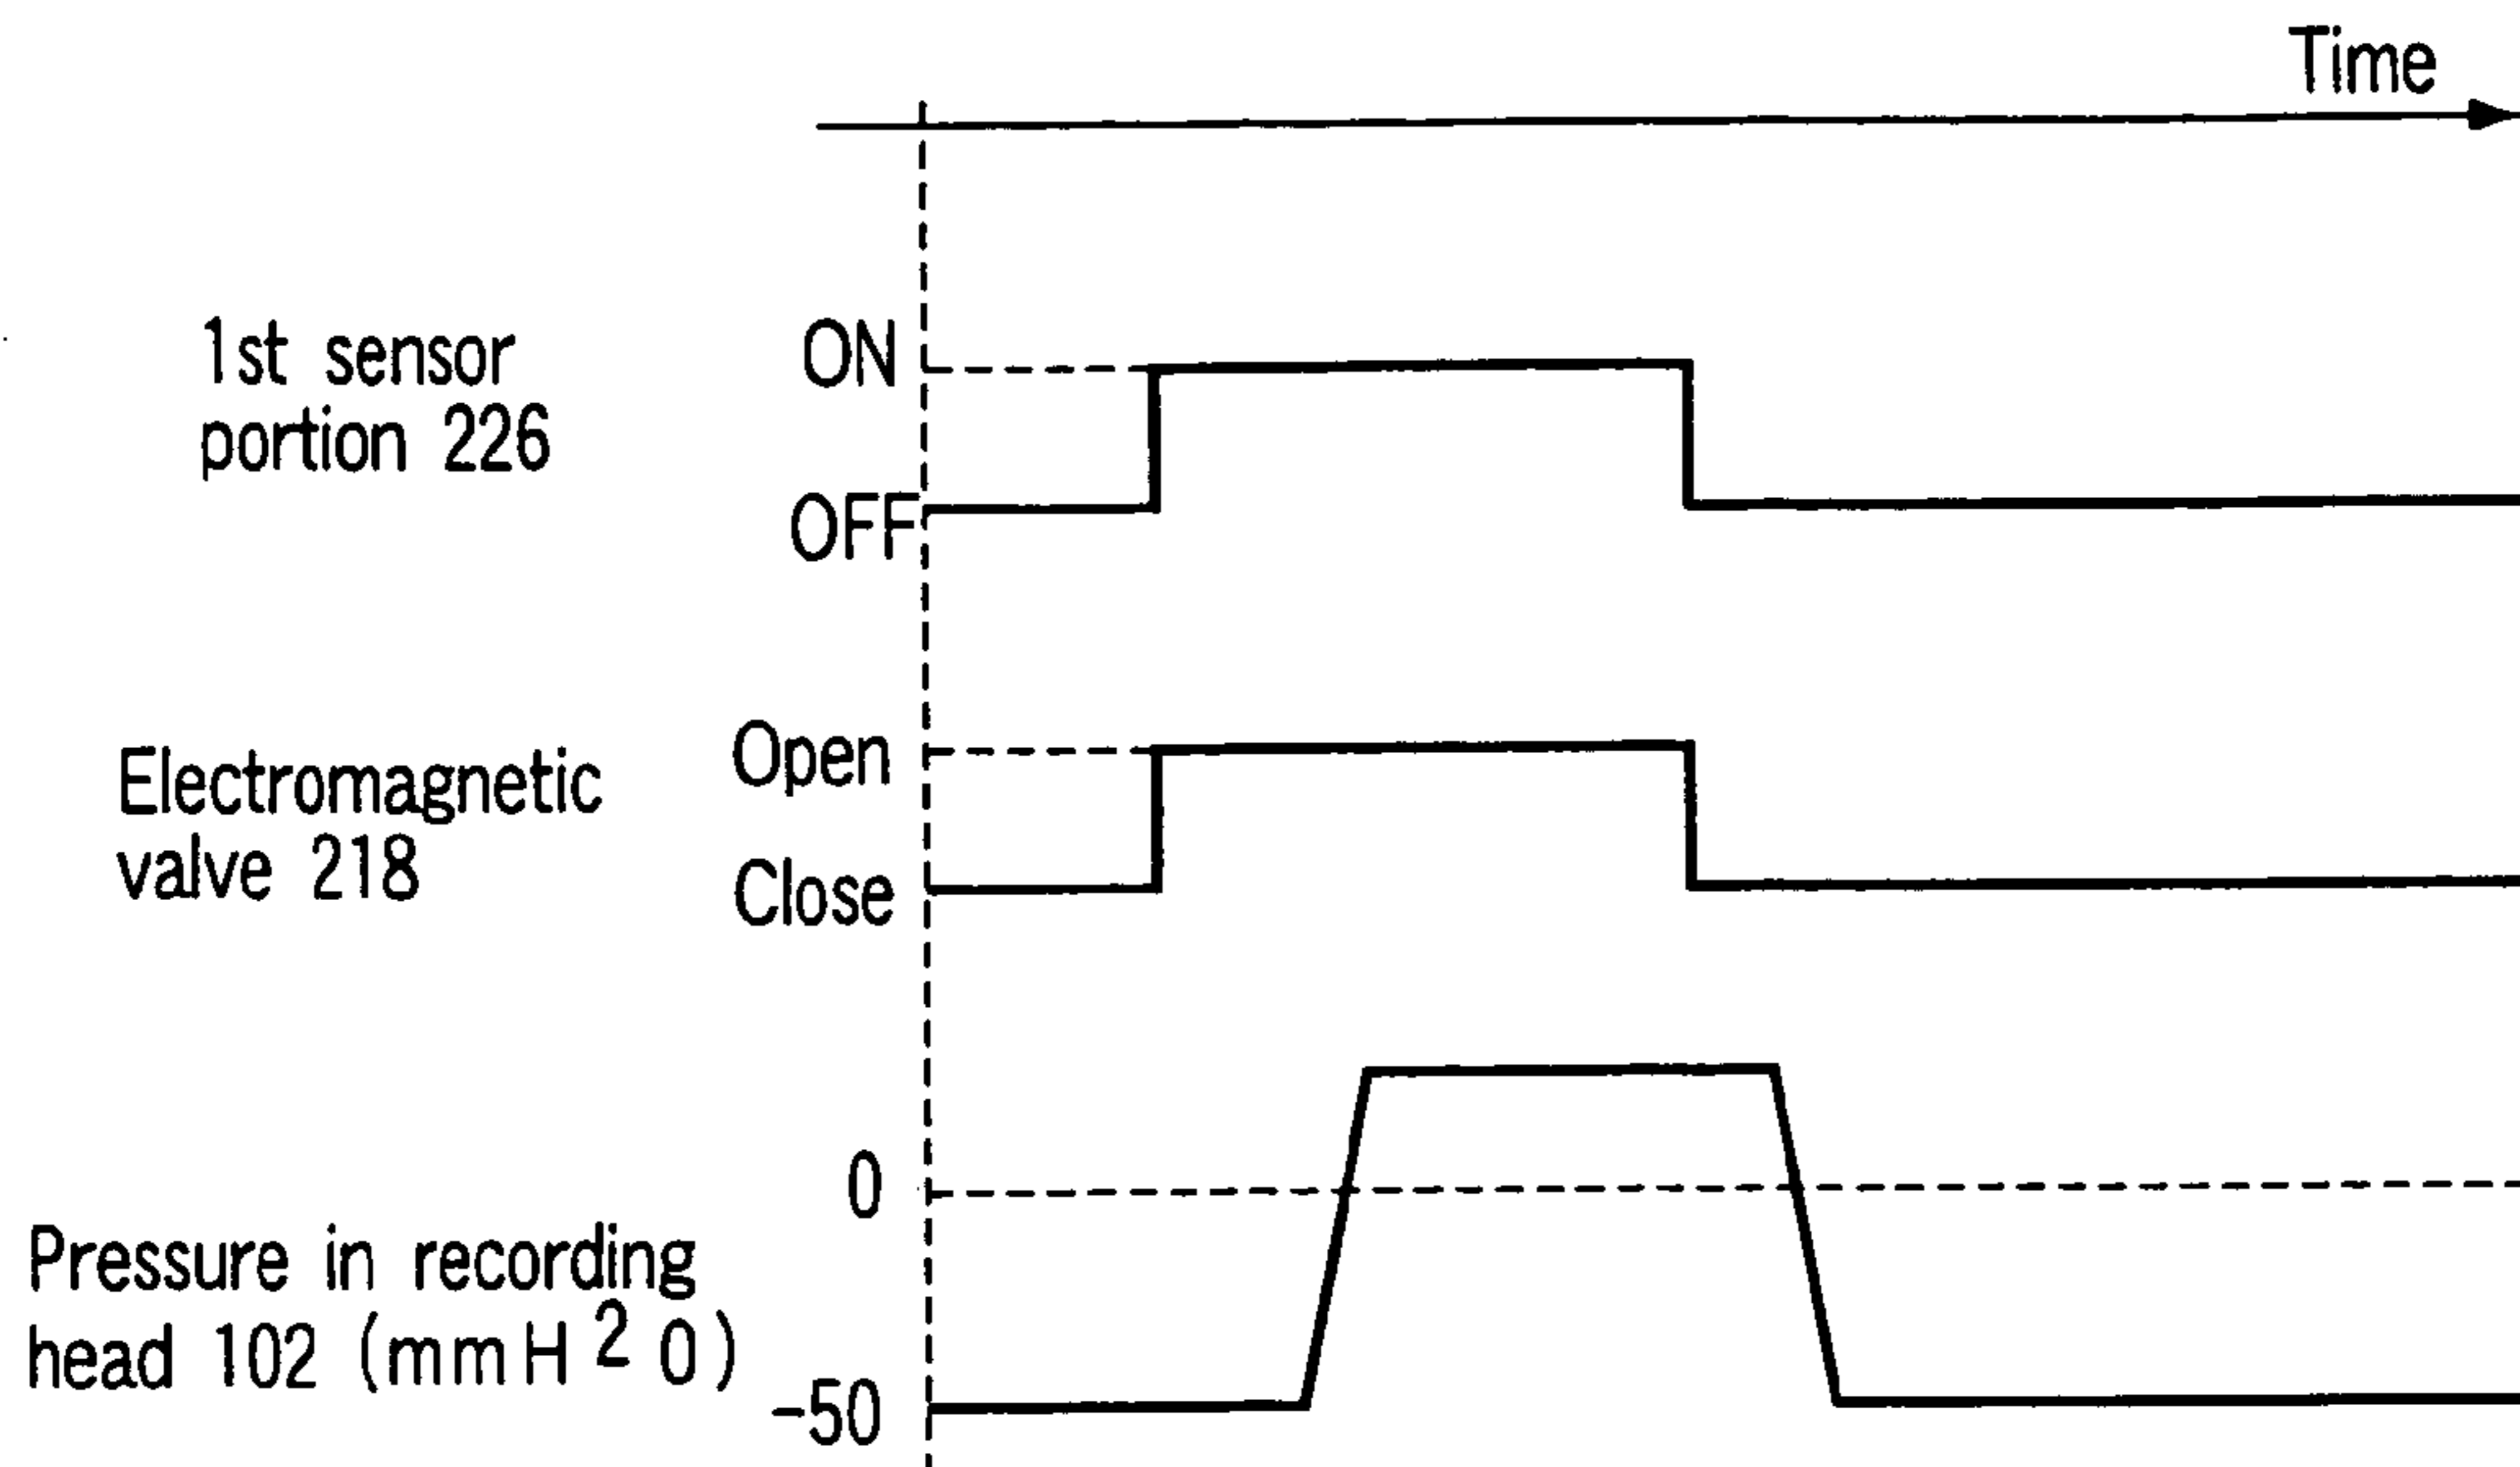 Time
1st sensor
portion 226
ON
OFF
Electromagnetic
valve 218
Open
Close
Pressure in recording
head 102 (mmH²0)
0
-50